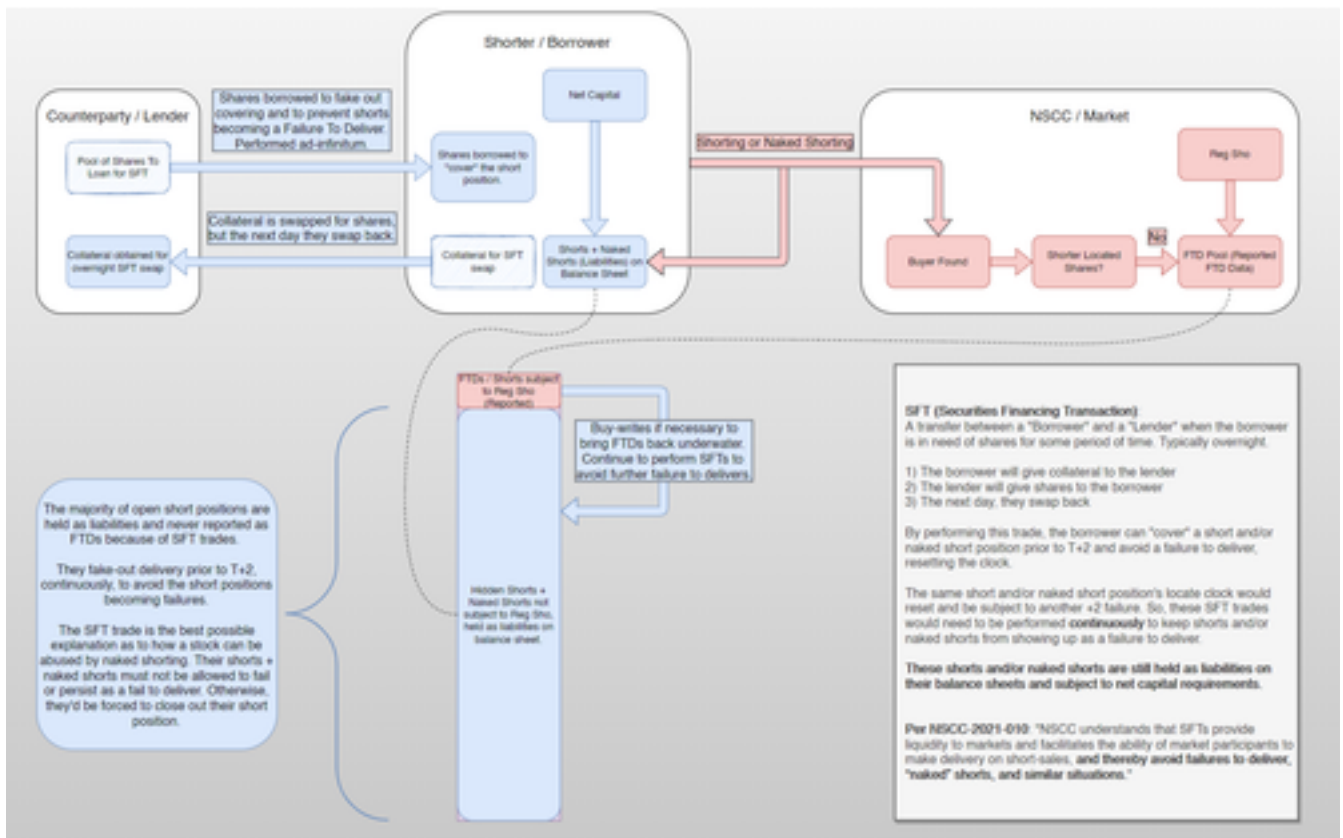 Shorter / Borrower
Counterparty / Lender
Pool of Shares To
Loan for SFT
Collateral obtained for
overnight SFT swap
Shares borrowed to fake out
covering and to prevent shorts
becoming a Failure To Deliver.
Performed ad-infinitum.
Collateral is swapped for shares,
but the next day they swap back.
Net Capital
Shares borrowed to
"cover" the short
position.
Collateral for SFT
swap
Shorts + Naked
Shorts (Liabilities) on
Balance Sheet
Shorting or Naked Shorting
NSCC / Market
Reg Sho
Buyer Found
Shorter Located
Shares?
No
FTD Pool (Reported
FTD Data)
FTDs / Shorts subject
to Reg Sho
(Reported)
Buy-writes if necessary to
bring FTDs back underwater.
Continue to perform SFTs to
avoid further failure to delivers.
Hidden Shorts +
Naked Shorts not
subject to Reg Sho,
held as liabilities on
balance sheet.
The majority of open short positions are
held as liabilities and never reported as
FTDs because of SFT trades.
They fake-out delivery prior to T+2,
continuously, to avoid the short positions
becoming failures.
The SFT trade is the best possible
explanation as to how a stock can be
abused by naked shorting. Their shorts +
naked shorts must not be allowed to fail
or persist as a fail to deliver. Otherwise,
they'd be forced to close out their short
position.
SFT (Securities Financing Transaction)
A transfer between a "Borrower" and a "Lender" when the borrower
is in need of shares for some period of time. Typically overnight.
1) The borrower will give collateral to the lender
2) The lender will give shares to the borrower
3) The next day, they swap back
By performing this trade, the borrower can "cover" a short and/or
naked short position prior to T+2 and avoid a failure to deliver,
resetting the clock.
The same short and/or naked short position's locate clock would
reset and be subject to another +2 failure. So, these SFT trades
would need to be performed continuously to keep shorts and/or
naked shorts from showing up as a failure to deliver.
These shorts and/or naked shorts are still held as liabilities on
their balance sheets and subject to net capital requirements.
Per NSCC-2021-010: "NSCC understands that SFTs provide
liquidity to markets and facilitates the ability of market participants to
make delivery on short-sales, and thereby avoid failures to deliver,
"naked" shorts, and similar situations."